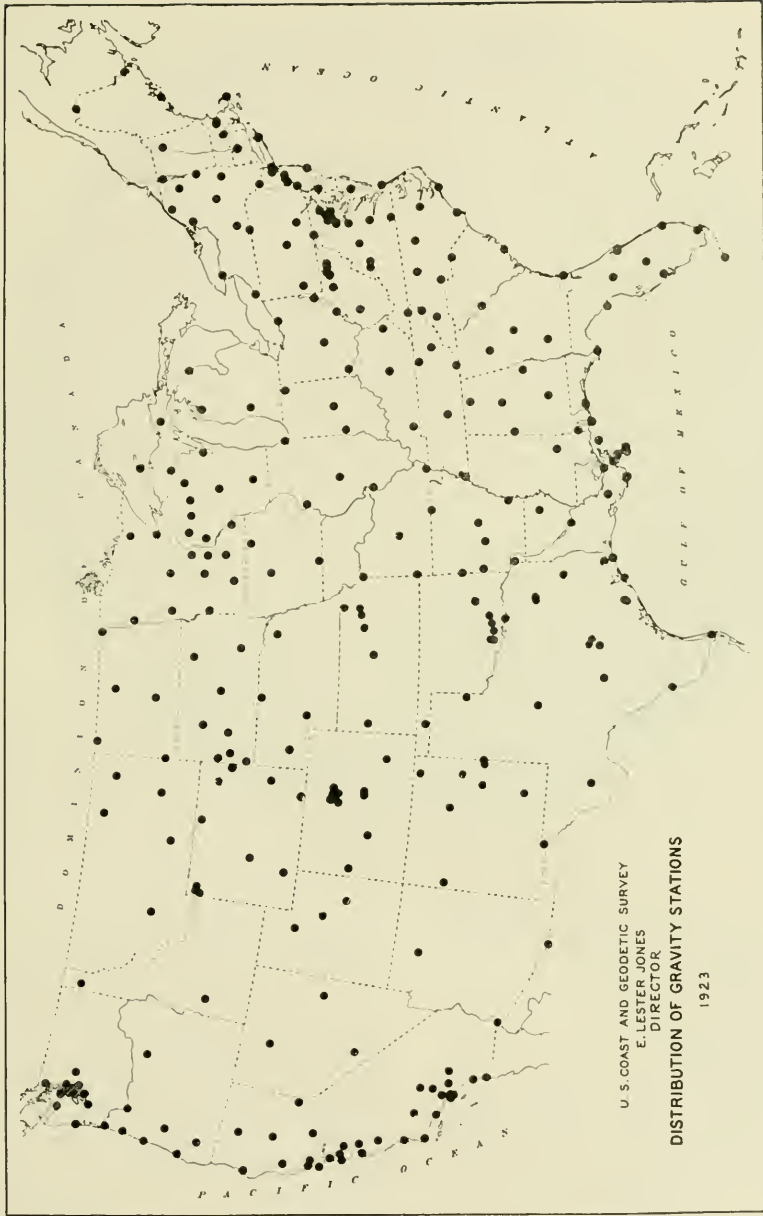 DOMINION OF CANADA
PACIFIC OCEAN
ATLANTIC OCEAN
GULF OF MEXICO
U. S. COAST AND GEODETIC SURVEY
E. LESTER JONES
DIRECTOR
DISTRIBUTION OF GRAVITY STATIONS
1923